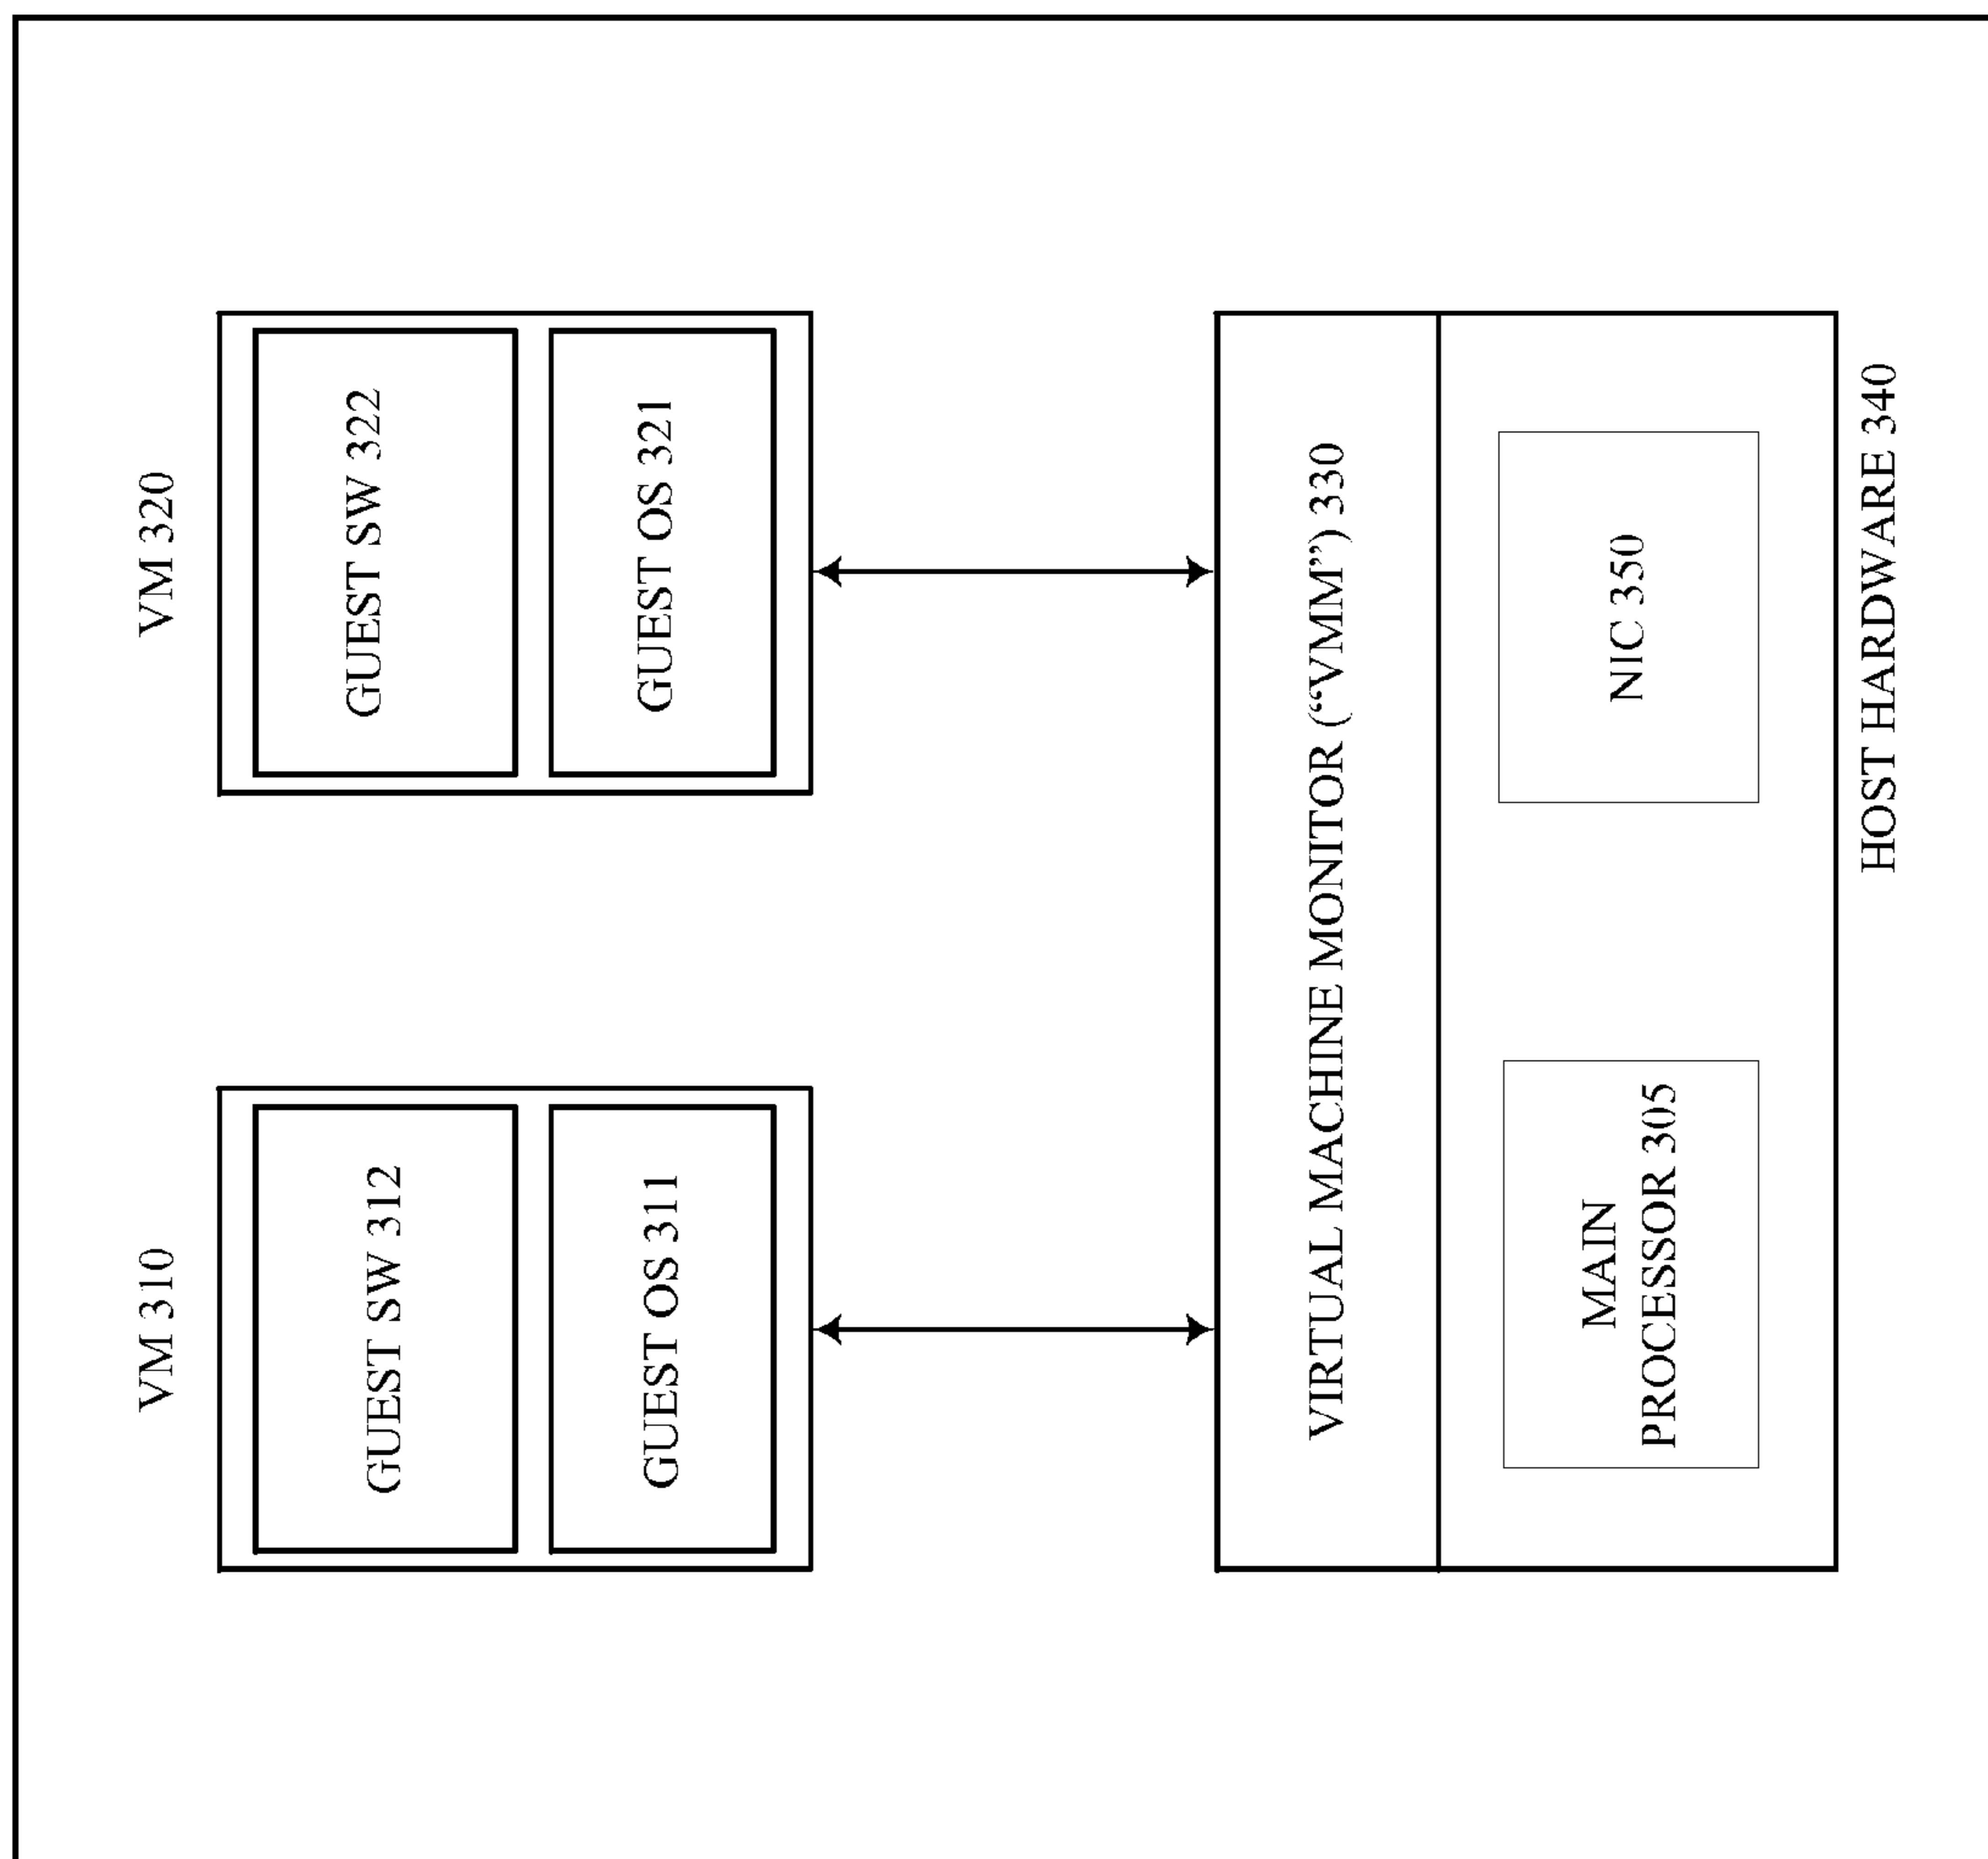 VM 310
VM 320
GUEST SW 312
GUEST SW 322
GUEST OS 311
GUEST OS 321
VIRTUAL MACHINE MONITOR (“VMM”) 330
MAIN
PROCESSOR 305
NIC 350
HOST HARDWARE 340